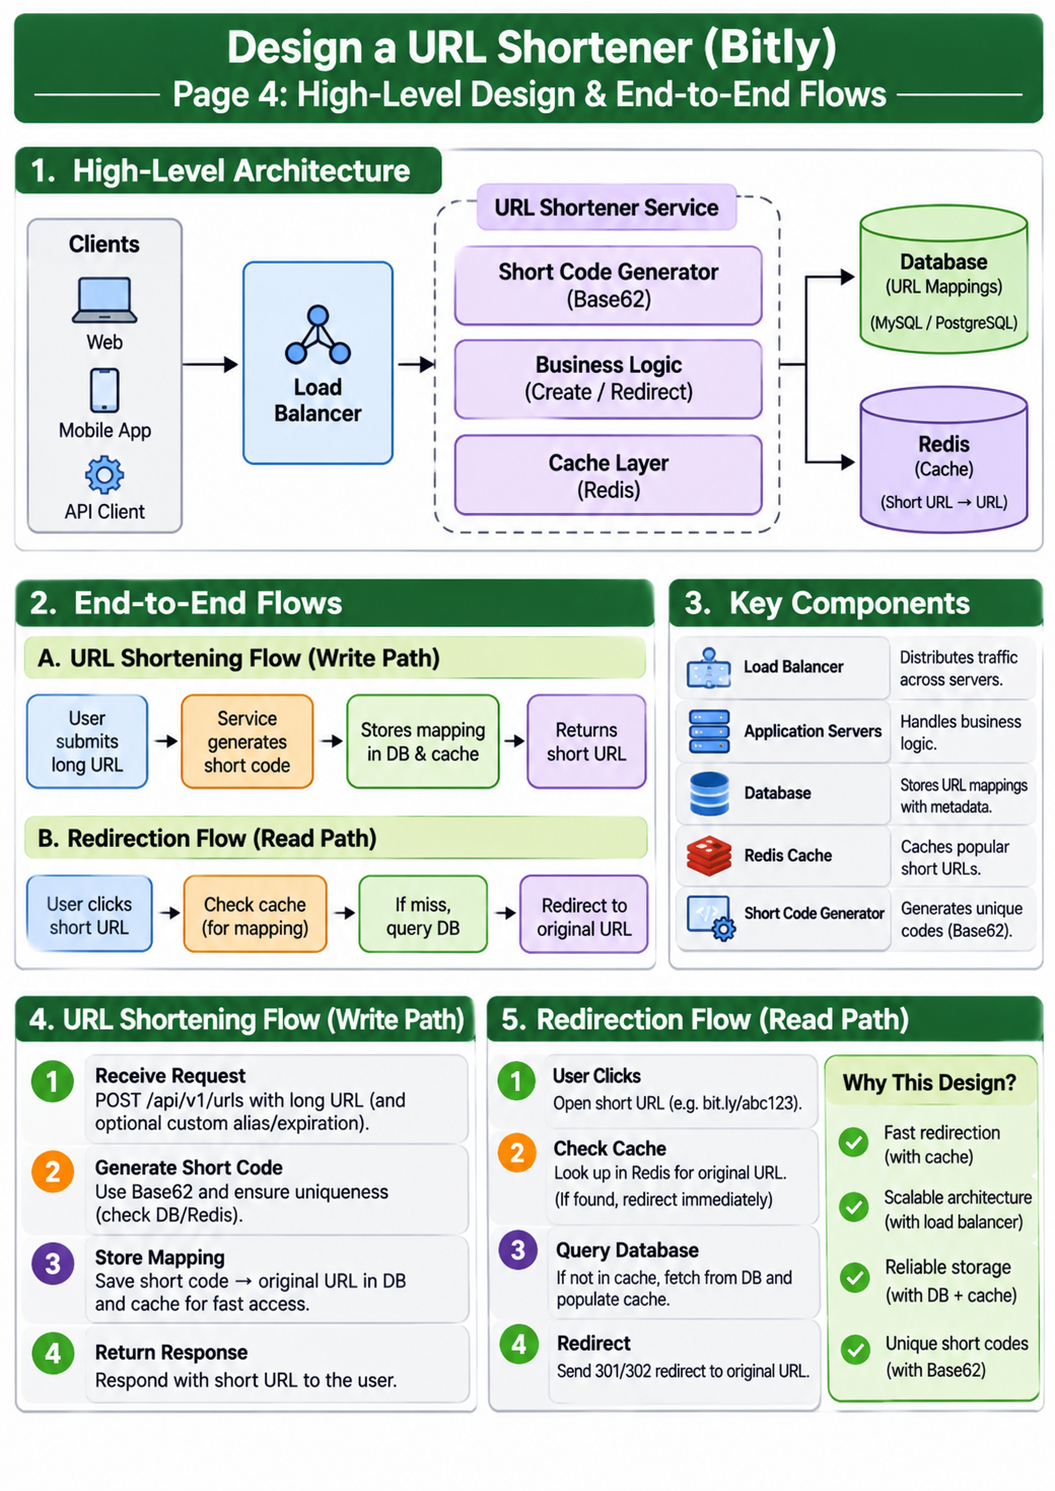 Design a URL Shortener (Bitly)
Page 4: High-Level Design & End-to-End Flows
1. High-Level Architecture
Clients
Web
Mobile App
API Client
Load
Balancer
URL Shortener Service
Short Code Generator
(Base62)
Business Logic
(Create / Redirect)
Cache Layer
(Redis)
Database
(URL Mappings)
(MySQL / PostgreSQL)
Redis
(Cache)
(Short URL → URL)
2. End-to-End Flows
A. URL Shortening Flow (Write Path)
User
submits
long URL
Service
generates
short code
Stores mapping
in DB & cache
Returns
short URL
B. Redirection Flow (Read Path)
User clicks
short URL
Check cache
(for mapping)
If miss,
query DB
Redirect to
original URL
3. Key Components
Load Balancer
Distributes traffic
across servers.
Application Servers
Handles business
logic.
Database
Stores URL mappings
with metadata.
Redis Cache
Caches popular
short URLs.
</>
Short Code Generator
Generates unique
codes (Base62).
4. URL Shortening Flow (Write Path)
1
Receive Request
POST /api/v1/urls with long URL (and
optional custom alias/expiration).
2
Generate Short Code
Use Base62 and ensure uniqueness
(check DB/Redis).
3
Store Mapping
Save short code → original URL in DB
and cache for fast access.
4
Return Response
Respond with short URL to the user.
5. Redirection Flow (Read Path)
1
User Clicks
Open short URL (e.g. bit.ly/abc123).
2
Check Cache
Look up in Redis for original URL.
(If found, redirect immediately)
3
Query Database
If not in cache, fetch from DB and
populate cache.
4
Redirect
Send 301/302 redirect to original URL.
Why This Design?
Fast redirection
(with cache)
Scalable architecture
(with load balancer)
Reliable storage
(with DB + cache)
Unique short codes
(with Base62)